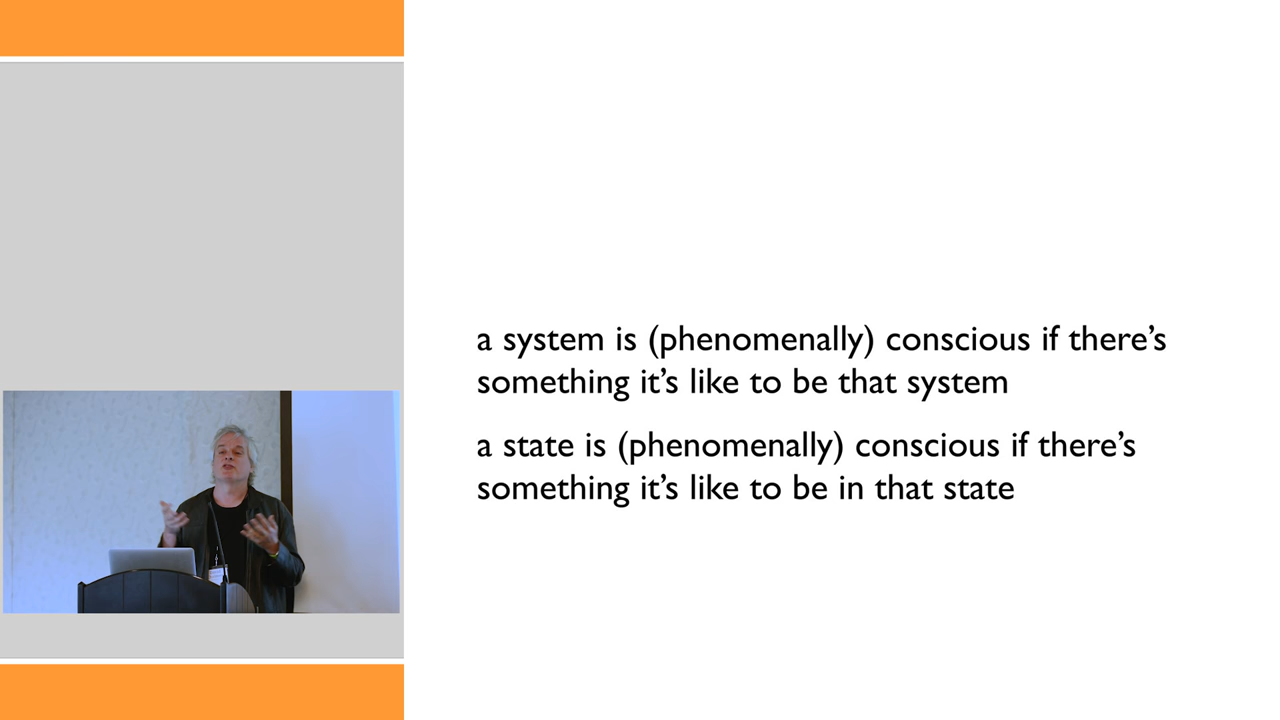 a system is (phenomenally) conscious if there’s
something it’s like to be that system
a state is (phenomenally) conscious if there’s
something it’s like to be in that state